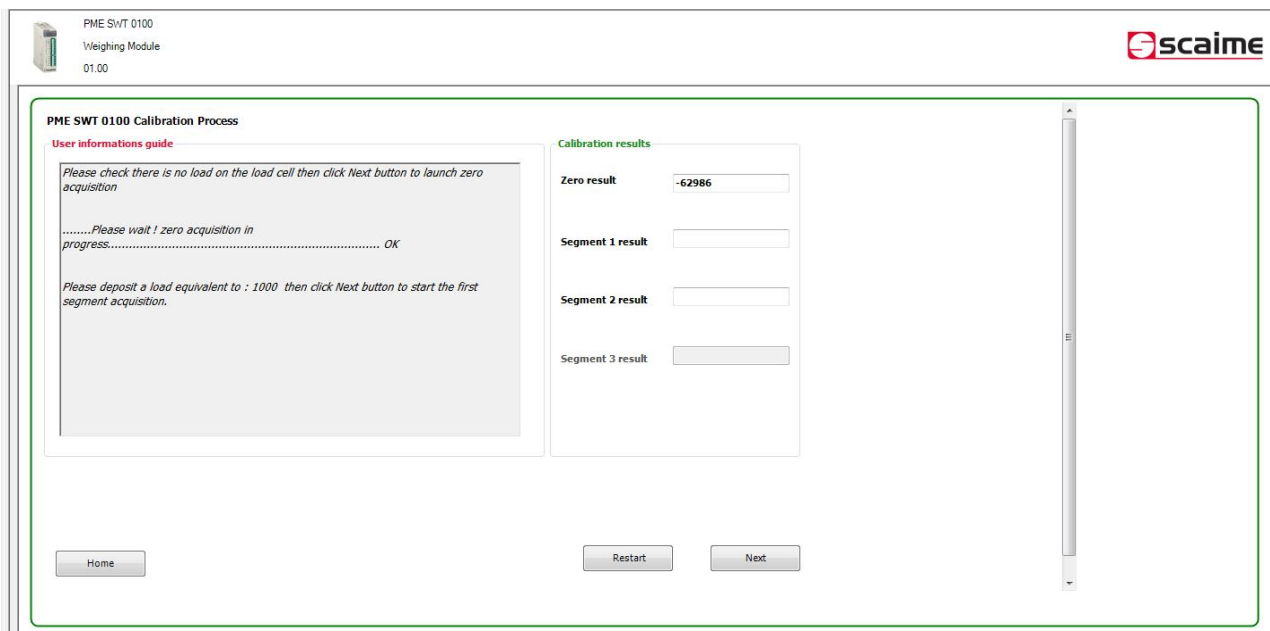 PME SWT 0100
Weighing Module
01.00
scaime
PME SWT 0100 Calibration Process
User informations guide
Please check there is no load on the load cell then click Next button to launch zero
acquisition
........Please wait ! zero acquisition in
progress............................................................................ OK
Please deposit a load equivalent to : 1000  then click Next button to start the first
segment acquisition.
Calibration results
Zero result
-62986
Segment 1 result
Segment 2 result
Segment 3 result
Home
Restart
Next